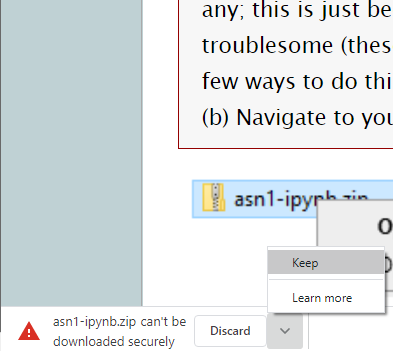 any; this is just be
troublesome (thes
few ways to do thi
(b) Navigate to you
asn1-ipynb.zip
Keep
Learn more
asn1-ipynb.zip can't be
downloaded securely
Discard